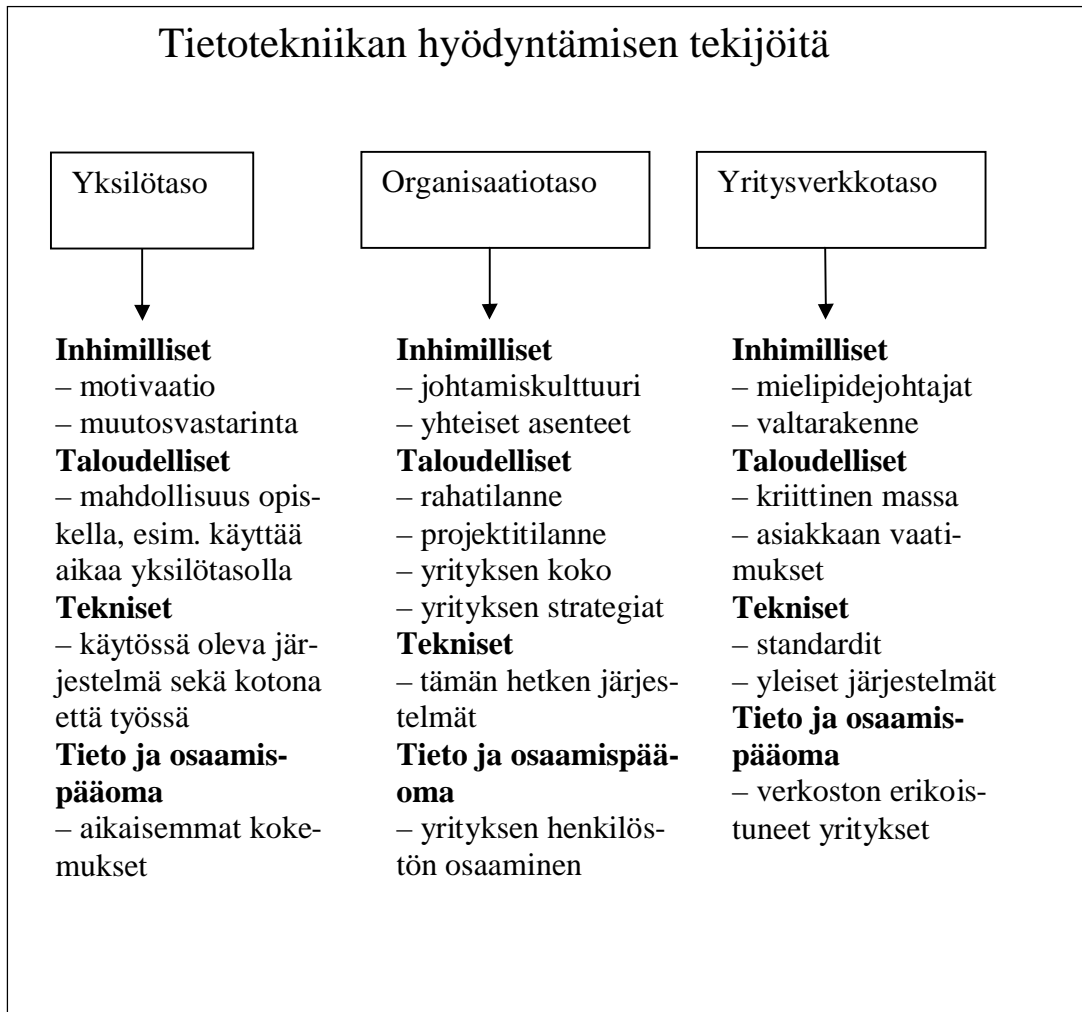 Tietotekniikan hyödyntämisen tekijöitä
Yksilötaso
Inhimilliset
– motivaatio
– muutosvastarinta
Taloudelliset
– mahdollisuus opis-
kella, esim. käyttää
aikaa yksilötasolla
Tekniset
– käytössä oleva jär-
jestelmä sekä kotona
että työssä
Tieto ja osaamis-
pääoma
– aikaisemmat koke-
mukset
Organisaatiotaso
Inhimilliset
– johtamiskulttuuri
– yhteiset asenteet
Taloudelliset
– rahatilanne
– projektitilanne
– yrityksen koko
– yrityksen strategiat
Tekniset
– tämän hetken järjes-
telmät
Tieto ja osaamispää-
oma
– yrityksen henkilös-
tön osaaminen
Yritysverkkotaso
Inhimilliset
– mielipidejohtajat
– valtarakenne
Taloudelliset
– kriittinen massa
– asiakkaan vaati-
mukset
Tekniset
– standardit
– yleiset järjestelmät
Tieto ja osaamis-
pääoma
– verkoston erikois-
tuneet yritykset